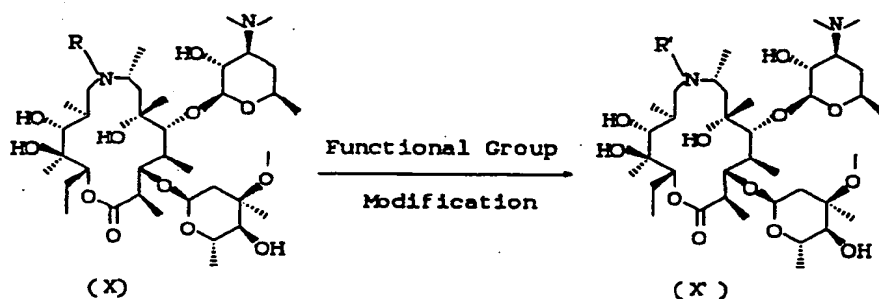 R N N HO O O HO HO HO O O O O O OH
Functional Group
Modification
R' N N HO O O HO HO HO O O O O O OH
(X)
(X')